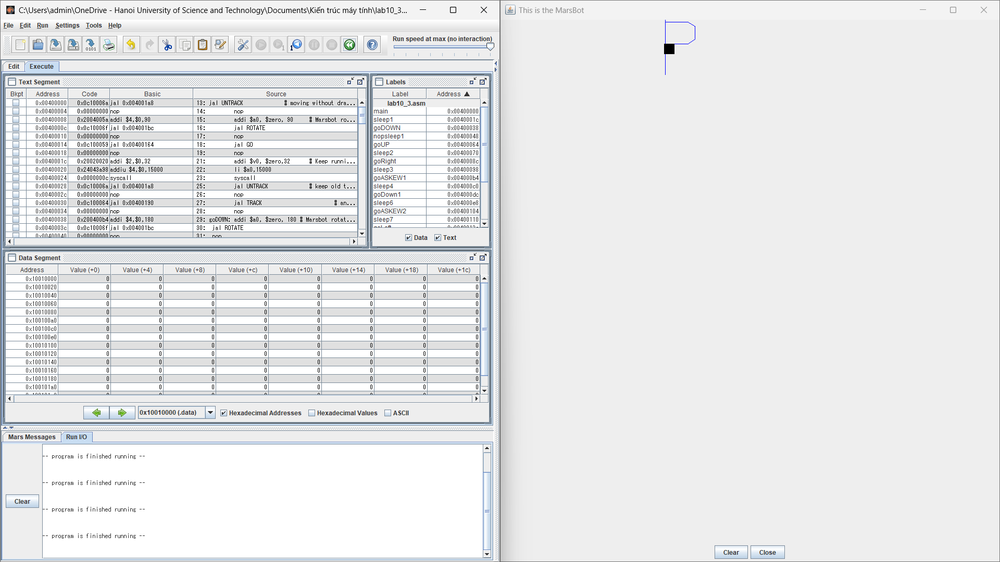 C:\Users\admin\OneDrive - Hanoi University of Science and Technology\Documents\Kiến trúc máy tính\lab10_3...
File Edit Run Settings Tools Help
Run speed at max (no interaction)
Edit Execute
Text Segment
Bkpt Address Code Basic Source
0x00400000 0x0c10006a jal 0x004001a8 13: jal UNTRACK # moving without dra...
0x00400004 0x00000000 nop 14: nop
0x00400008 0x2004005a addi $4,$0,90 15: addi $a0, $zero, 90 # Marsbot ro...
0x0040000c 0x0c10006f jal 0x004001bc 16: jal ROTATE
0x00400010 0x00000000 nop 17: nop
0x00400014 0x0c100059 jal 0x00400164 18: jal GO
0x00400018 0x00000000 nop 19: nop
0x0040001c 0x20020020 addi $2,$0,32 21: addi $v0, $zero,32 # Keep runni...
0x00400020 0x24043a98 addiu $4,$0,15000 22: li $a0,15000
0x00400024 0x0000000c syscall 23: syscall
0x00400028 0x0c10006a jal 0x004001a8 25: jal UNTRACK # keep old t...
0x0040002c 0x00000000 nop 26: nop
0x00400030 0x0c100064 jal 0x00400190 27: jal TRACK # an...
0x00400034 0x00000000 nop 28: nop
0x00400038 0x200400b4 addi $4,$0,180 29: goDOWN: addi $a0, $zero, 180 # Marsbot rotat...
0x0040003c 0x0c10006f jal 0x004001bc 30: jal ROTATE
0x00400040 0x00000000 nop 31: nop
Labels
Label Address ▲
lab10_3.asm
main 0x00400000
sleep1 0x0040001c
goDOWN 0x00400038
nopsleep1 0x00400048
goUP 0x00400064
sleep2 0x00400070
goRight 0x0040008c
sleep3 0x00400098
goASKEW1 0x004000b4
sleep4 0x004000c0
goDown1 0x004000dc
sleep6 0x004000e8
goASKEW2 0x00400104
sleep7 0x00400110
Data Text
Data Segment
Address Value (+0) Value (+4) Value (+8) Value (+c) Value (+10) Value (+14) Value (+18) Value (+1c)
0x10010000 0 0 0 0 0 0 0 0
0x10010020 0 0 0 0 0 0 0 0
0x10010040 0 0 0 0 0 0 0 0
0x10010060 0 0 0 0 0 0 0 0
0x10010080 0 0 0 0 0 0 0 0
0x100100a0 0 0 0 0 0 0 0 0
0x100100c0 0 0 0 0 0 0 0 0
0x100100e0 0 0 0 0 0 0 0 0
0x10010100 0 0 0 0 0 0 0 0
0x10010120 0 0 0 0 0 0 0 0
0x10010140 0 0 0 0 0 0 0 0
0x10010160 0 0 0 0 0 0 0 0
0x10010180 0 0 0 0 0 0 0 0
0x100101a0 0 0 0 0 0 0 0 0
0x10010000 (.data) Hexadecimal Addresses Hexadecimal Values ASCII
Mars Messages Run I/O
Clear
-- program is finished running --
-- program is finished running --
-- program is finished running --
-- program is finished running --
This is the MarsBot
Clear Close